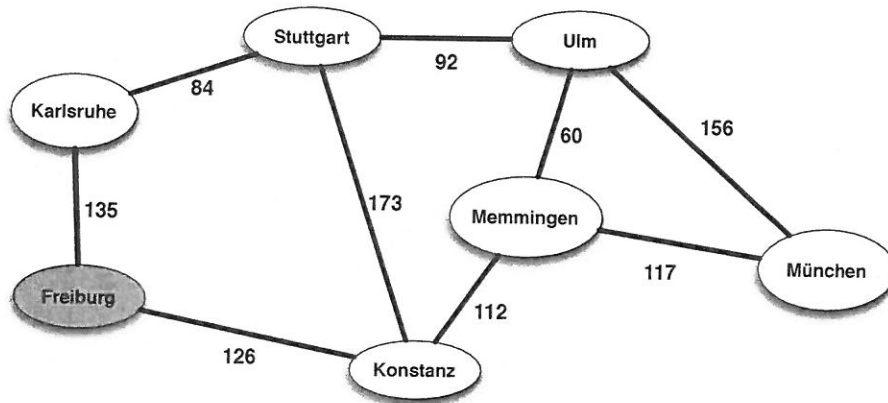 Stuttgart
Ulm
92
84
Karlsruhe
60
156
135
173
Memmingen
117
München
Freiburg
112
126
Konstanz